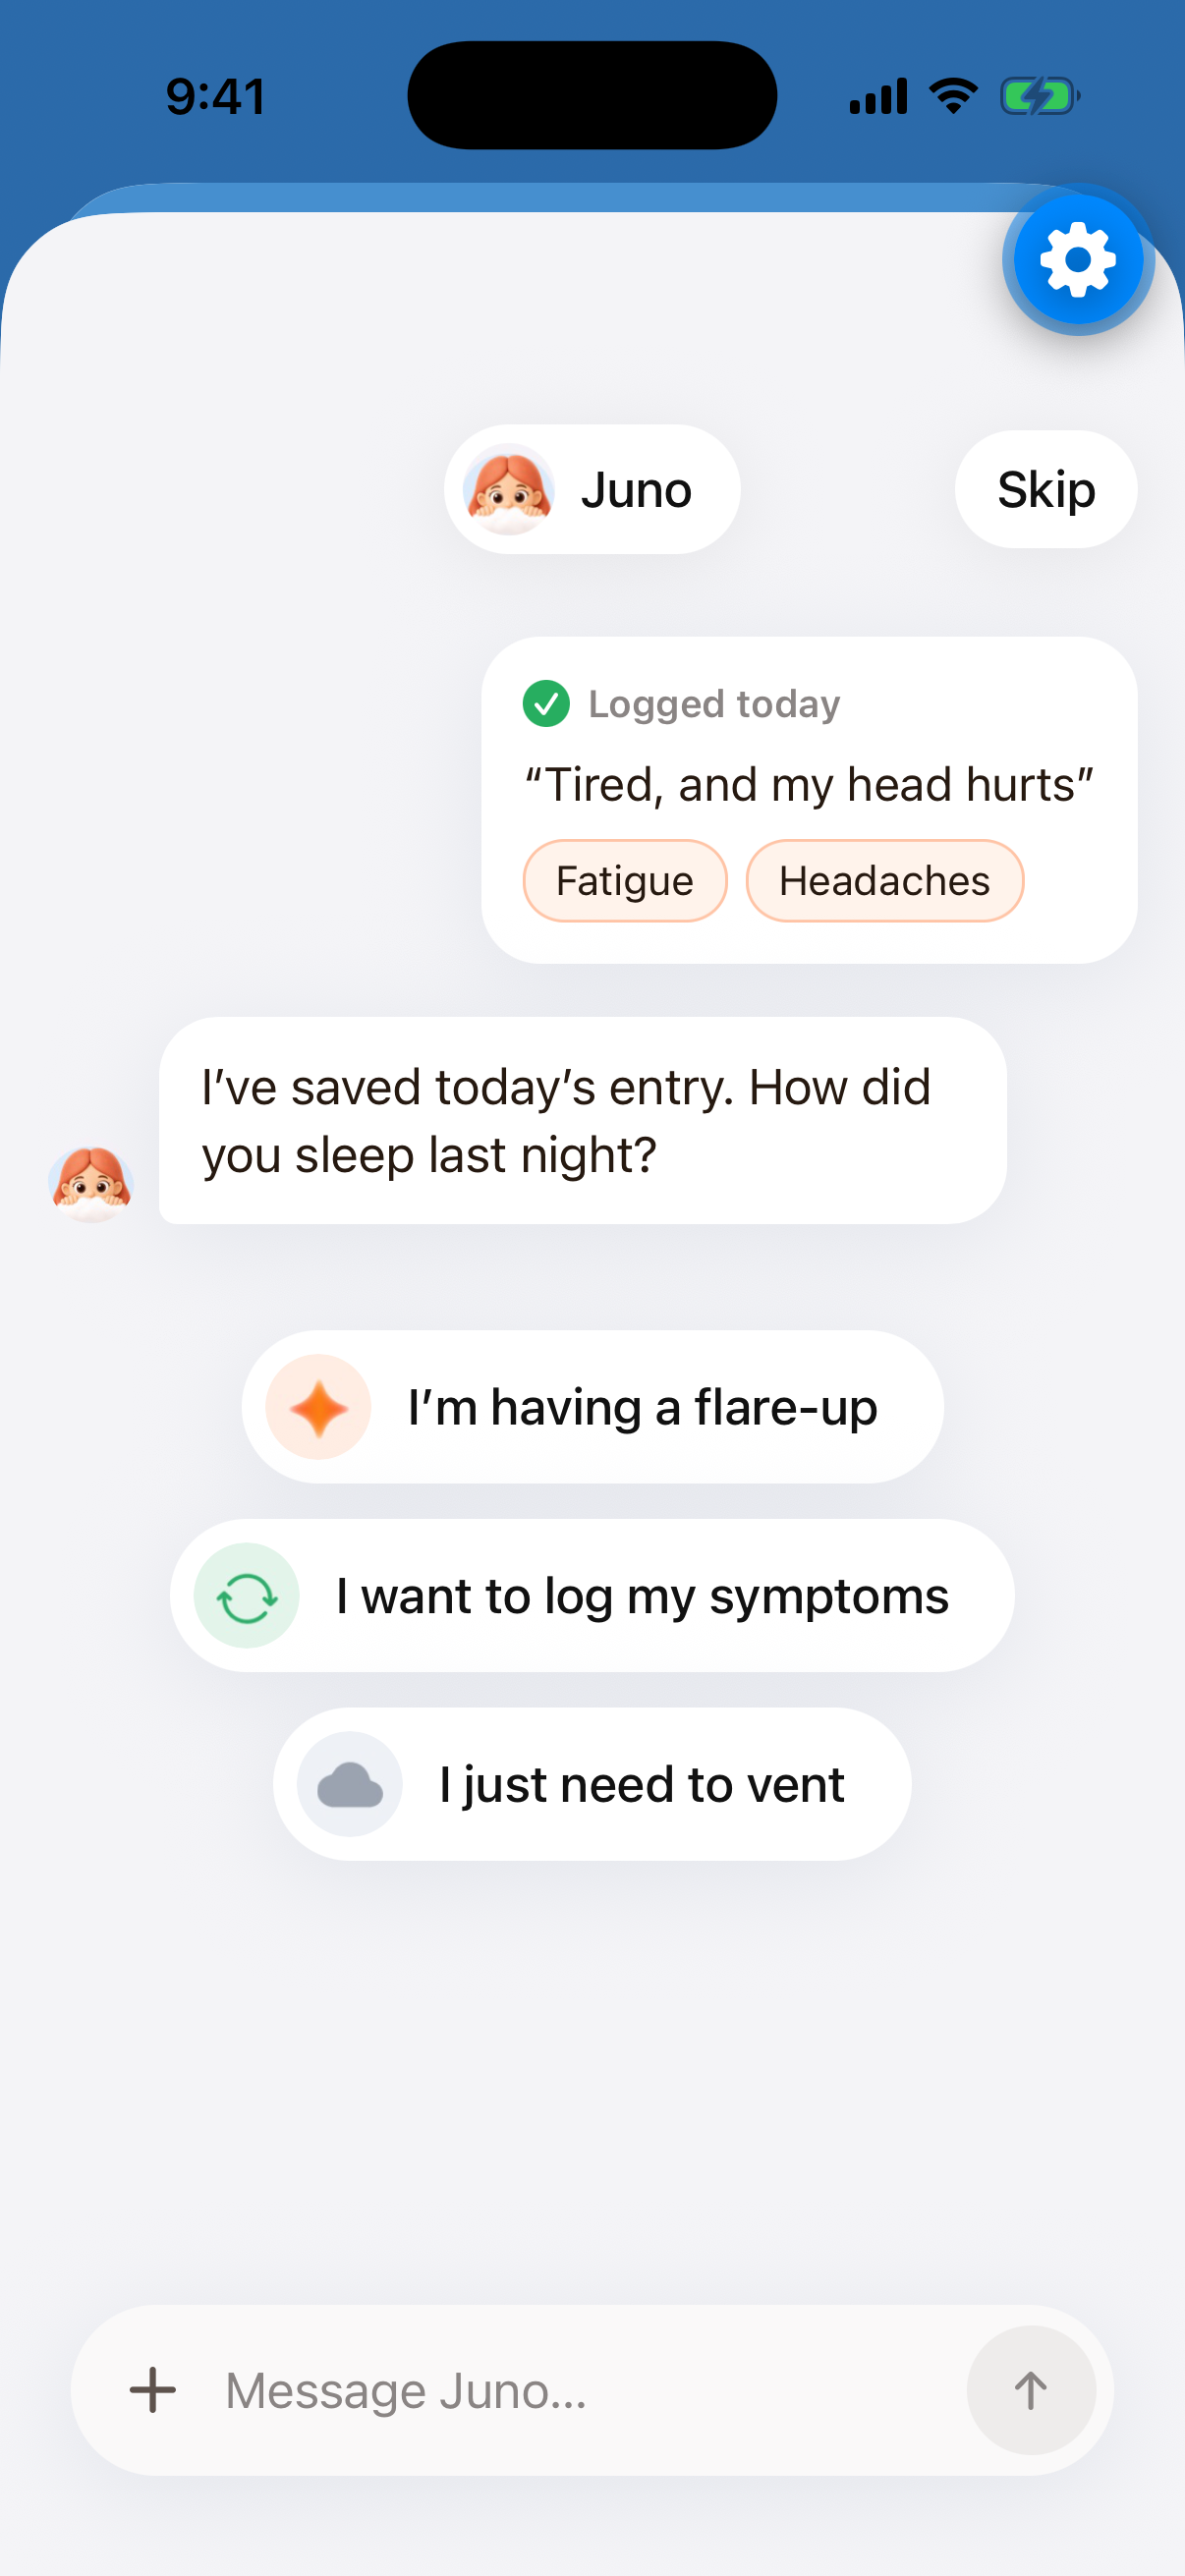 9:41
Juno
Skip
Logged today
“Tired, and my head hurts”
Fatigue
Headaches
I’ve saved today’s entry. How did
you sleep last night?
I’m having a flare-up
I want to log my symptoms
I just need to vent
Message Juno...